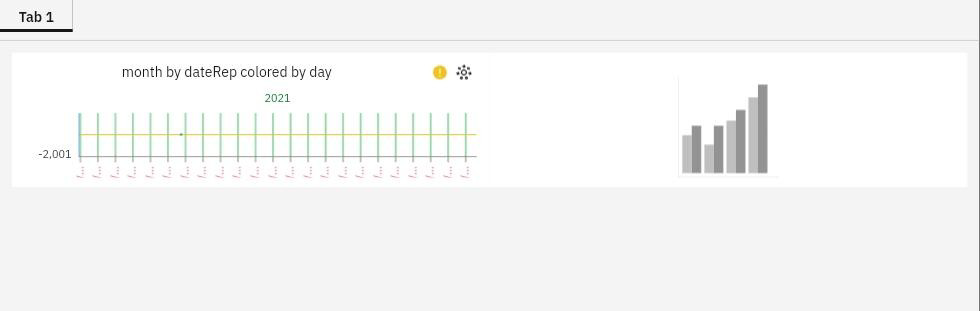 Tab 1
month by dateRep colored by day
2021
-2,001